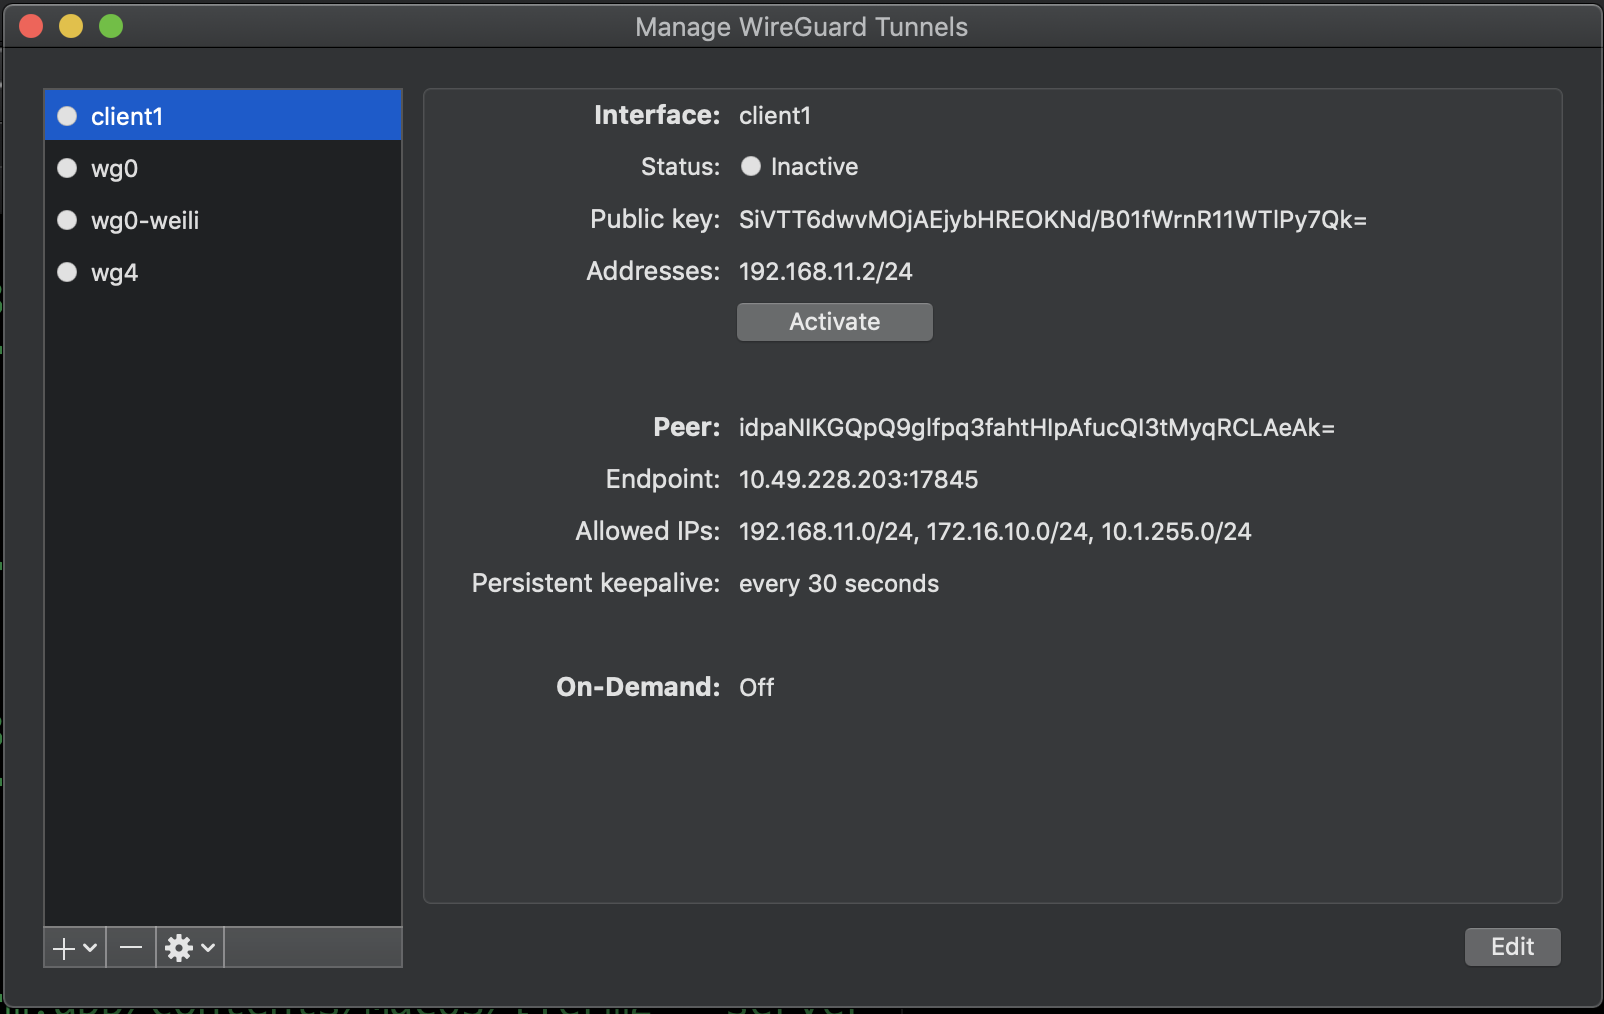 Manage WireGuard Tunnels
client1
wg0
wg0-weili
wg4
Interface: client1
Status: Inactive
Public key: SiVTT6dwvMOjAEjybHREOKNd/B01fWrnR11WTlPy7Qk=
Addresses: 192.168.11.2/24
Activate
Peer: idpaNIKGQpQ9glfpq3fahtHIpAfucQI3tMyqRCLAeAk=
Endpoint: 10.49.228.203:17845
Allowed IPs: 192.168.11.0/24, 172.16.10.0/24, 10.1.255.0/24
Persistent keepalive: every 30 seconds
On-Demand: Off
Edit